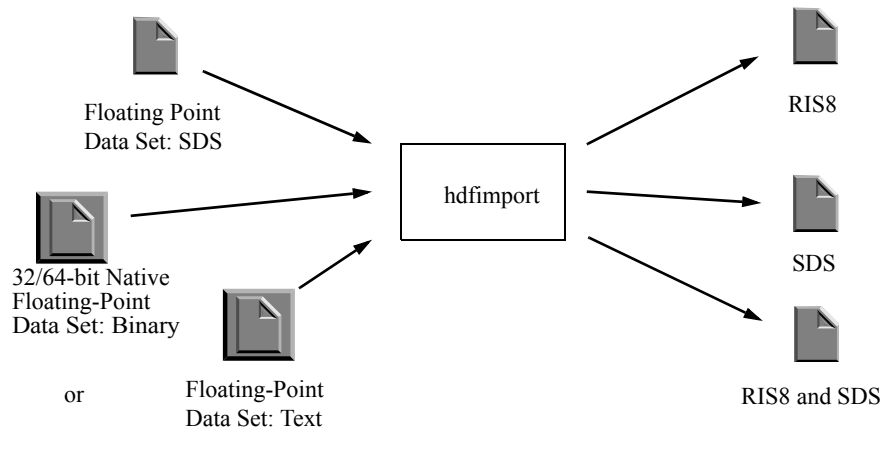 Floating Point
Data Set: SDS
32/64-bit Native
Floating-Point
Data Set: Binary
or
Floating-Point
Data Set: Text
hdfimport
RIS8
SDS
RIS8 and SDS